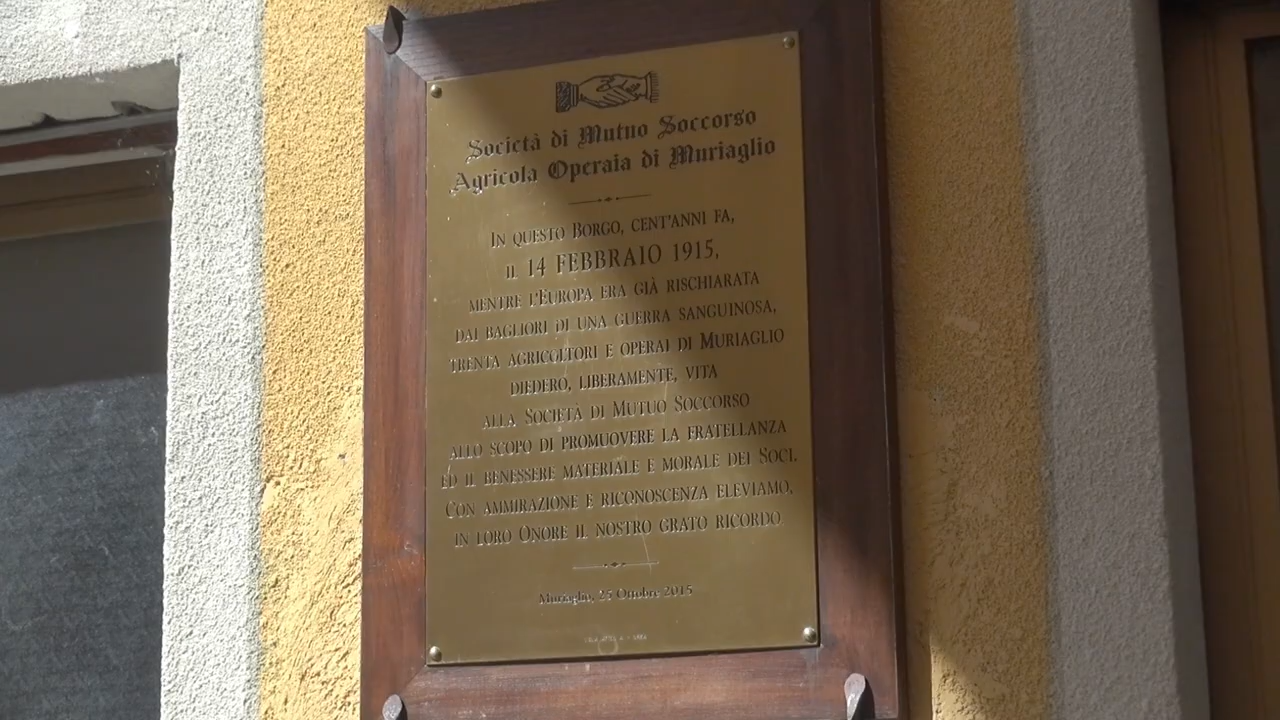 Società di Mutuo Soccorso
Agricola Operaia di Muriaglio
In questo Borgo, cent'anni fa,
il 14 FEBBRAIO 1915,
mentre l'Europa era già rischiarata
dai bagliori di una guerra sanguinosa,
trenta agricoltori e operai di Muriaglio
diedero, liberamente, vita
alla Società di Mutuo Soccorso
allo scopo di promuovere la fratellanza
ed il benessere materiale e morale dei Soci.
Con ammirazione e riconoscenza eleviamo,
in loro Onore il nostro grato ricordo
Muriaglio, 25 Ottobre 2015